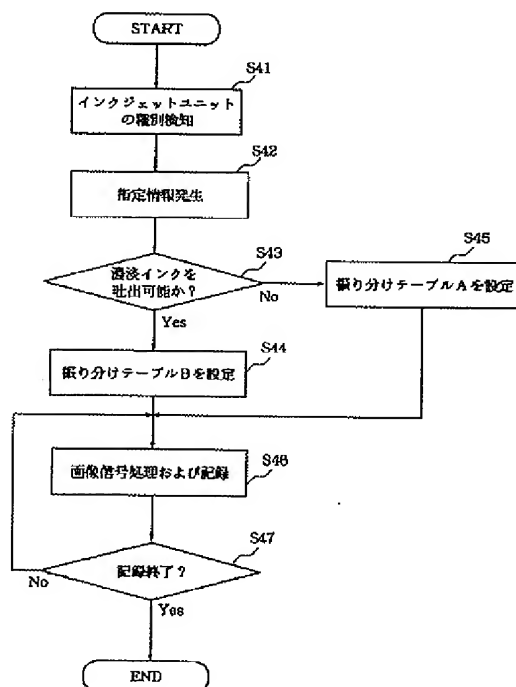 START
S41
インクジェットユニット
の種別検知
S42
指定情報発生
S43
濃淡インクを
吐出可能か?
No
Yes
S45
振り分けテーブルAを設定
S44
振り分けテーブルBを設定
S46
画像信号処理および記録
S47
記録終了?
No
Yes
END